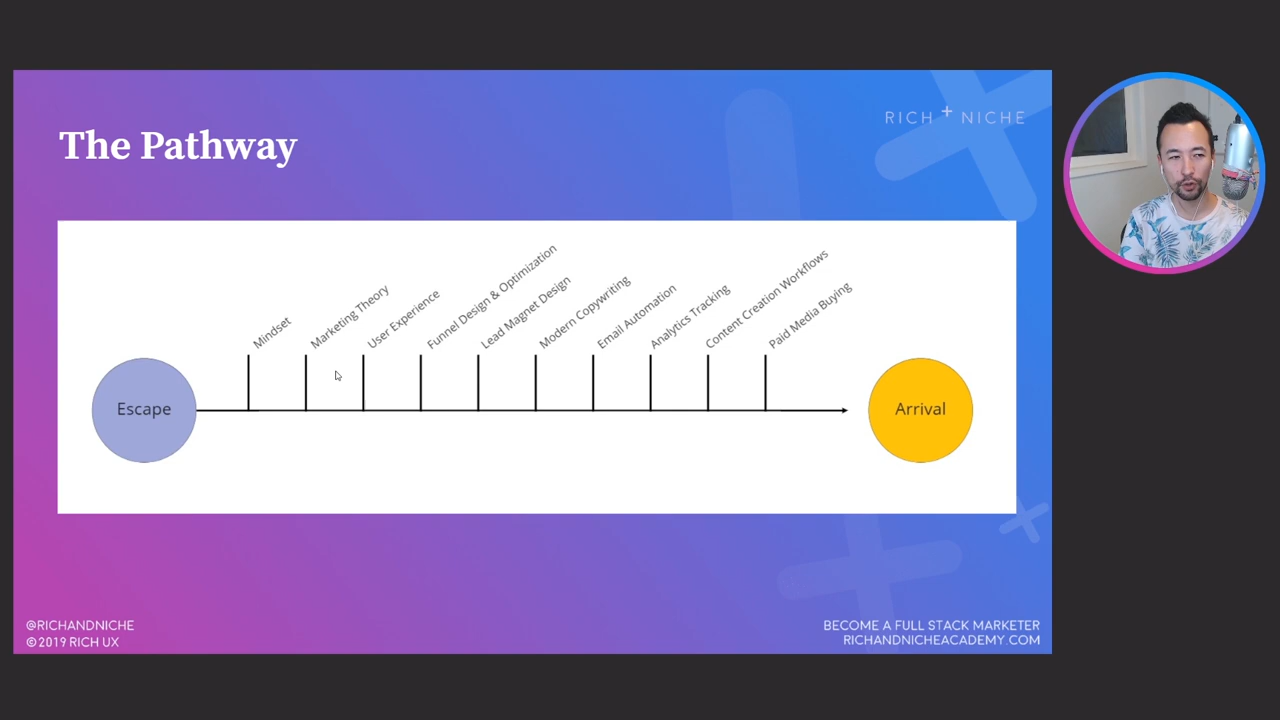 RICH + NICHE
The Pathway
Mindset
Marketing Theory
User Experience
Funnel Design & Optimization
Lead Magnet Design
Modern Copywriting
Email Automation
Analytics Tracking
Content Creation Workflows
Paid Media Buying
Escape
Arrival
@RICHANDNICHE
©2019 RICH UX
BECOME A FULL STACK MARKETER
RICHANDNICHEACADEMY.COM